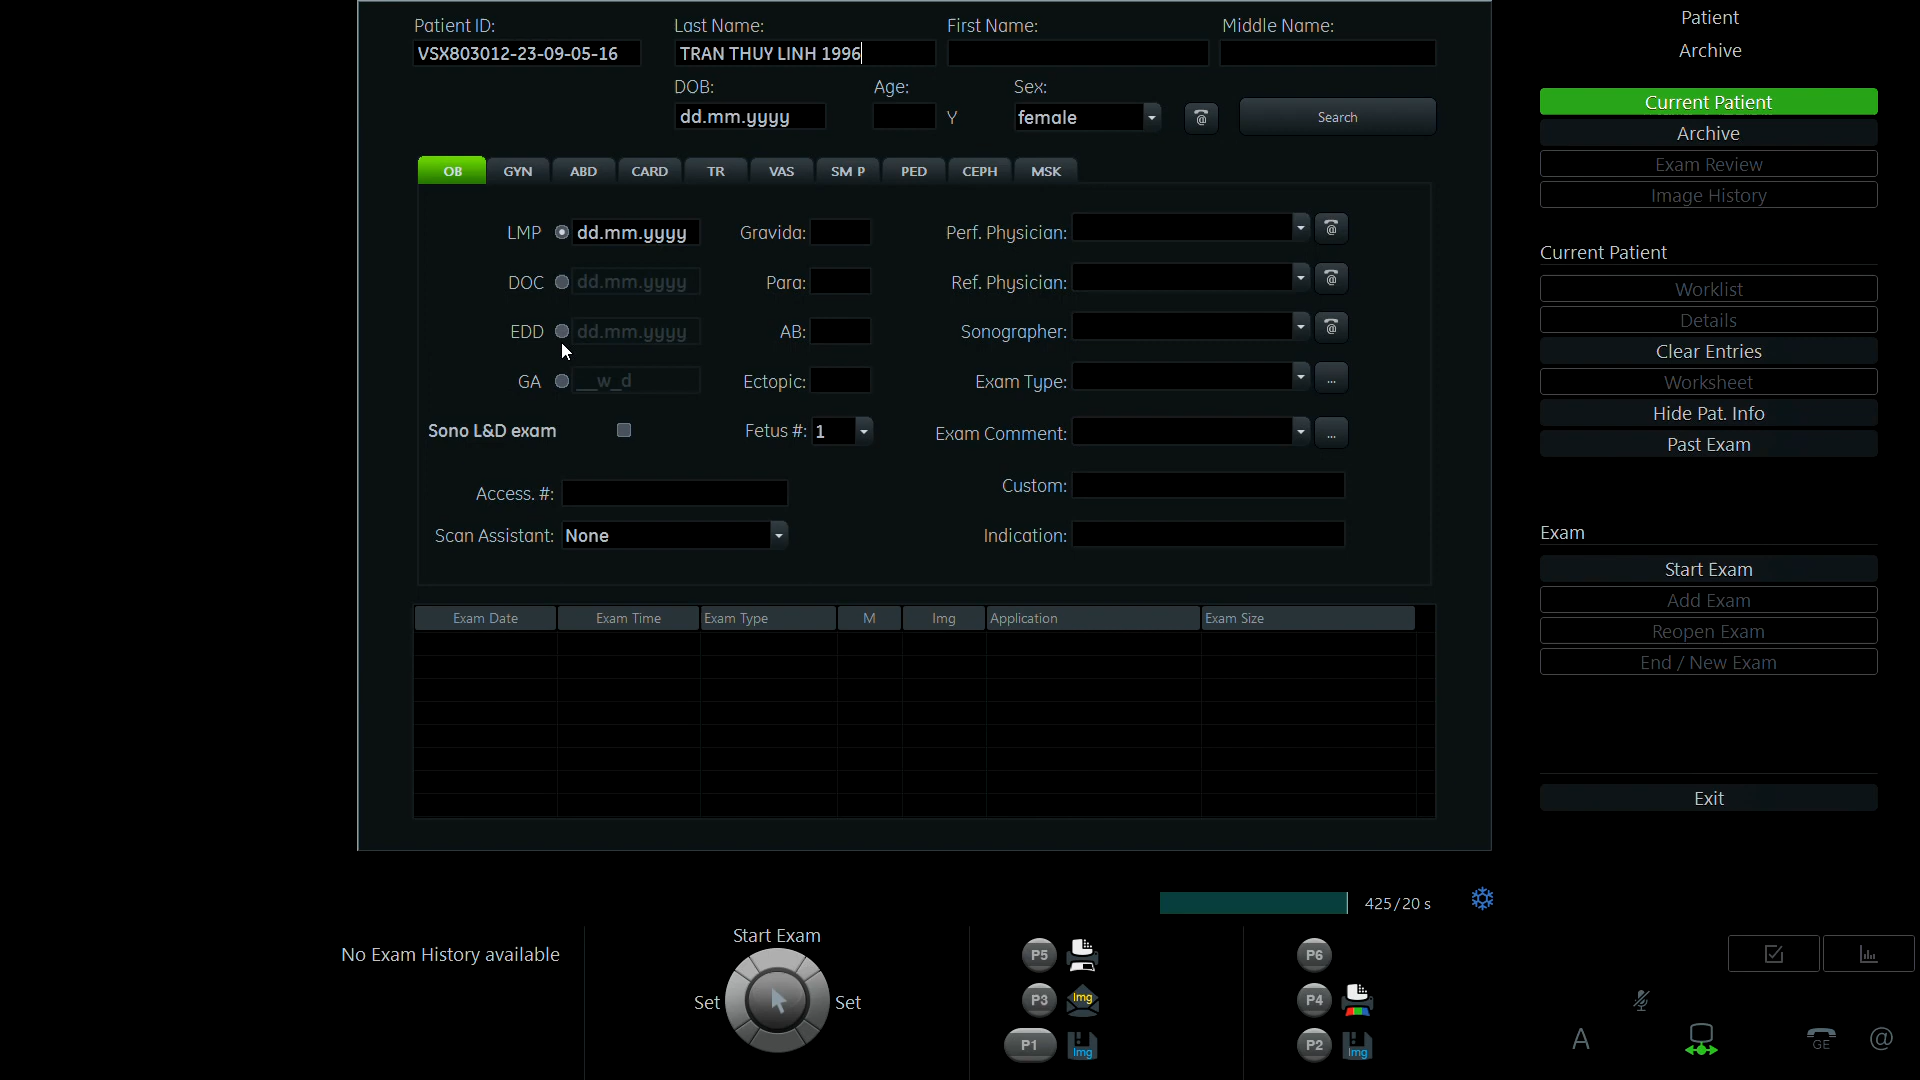 Patient ID: Last Name: First Name: Middle Name:
VSX803012-23-09-05-16 TRAN THUY LINH 1996
DOB: Age: Sex:
dd.mm.yyyy Y female Search
OB GYN ABD CARD TR VAS SM P PED CEPH MSK
LMP dd.mm.yyyy Gravida: Perf. Physician:
DOC dd.mm.yyyy Para: Ref. Physician:
EDD dd.mm.yyyy AB: Sonographer:
GA __w_d Ectopic: Exam Type: ...
Sono L&D exam Fetus #: 1 Exam Comment: ...
Access. #: Custom:
Scan Assistant: None Indication:
Exam Date Exam Time Exam Type M Img Application Exam Size
Patient
Archive
Current Patient
Archive
Exam Review
Image History
Current Patient
Worklist
Details
Clear Entries
Worksheet
Hide Pat. Info
Past Exam
Exam
Start Exam
Add Exam
Reopen Exam
End / New Exam
Exit
425/20 s
No Exam History available
Start Exam
Set Set
P5 P6
P3 Img P4
P1 Img P2 Img
A GE @